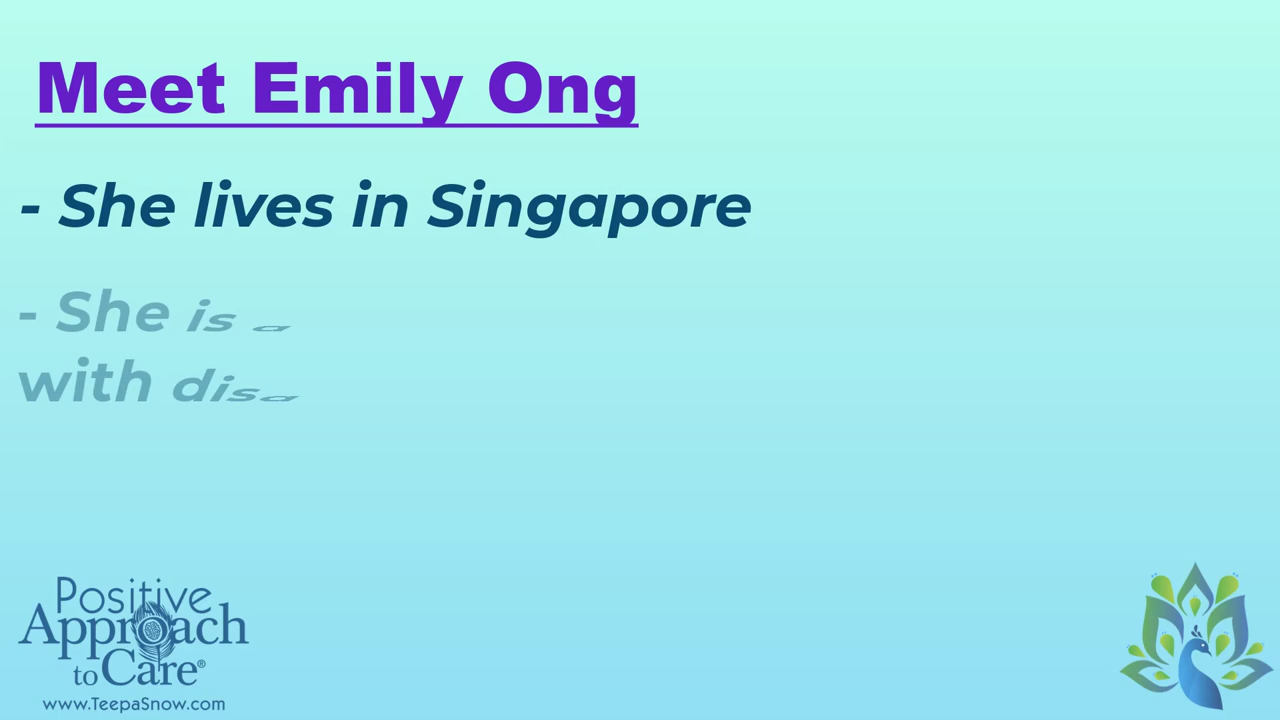 Meet Emily Ong
- She lives in Singapore
- She is a
with
Positive
Approach
to Care®
www.TeepaSnow.com